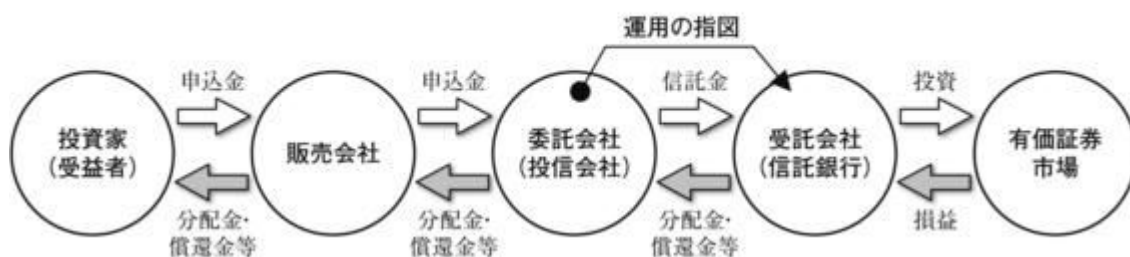 運用の指図
申込金
申込金
信託金
投資
投資家
(受益者)
販売会社
委託会社
(投信会社)
受託会社
(信託銀行)
有価証券
市場
分配金・
償還金等
分配金・
償還金等
分配金・
償還金等
損益